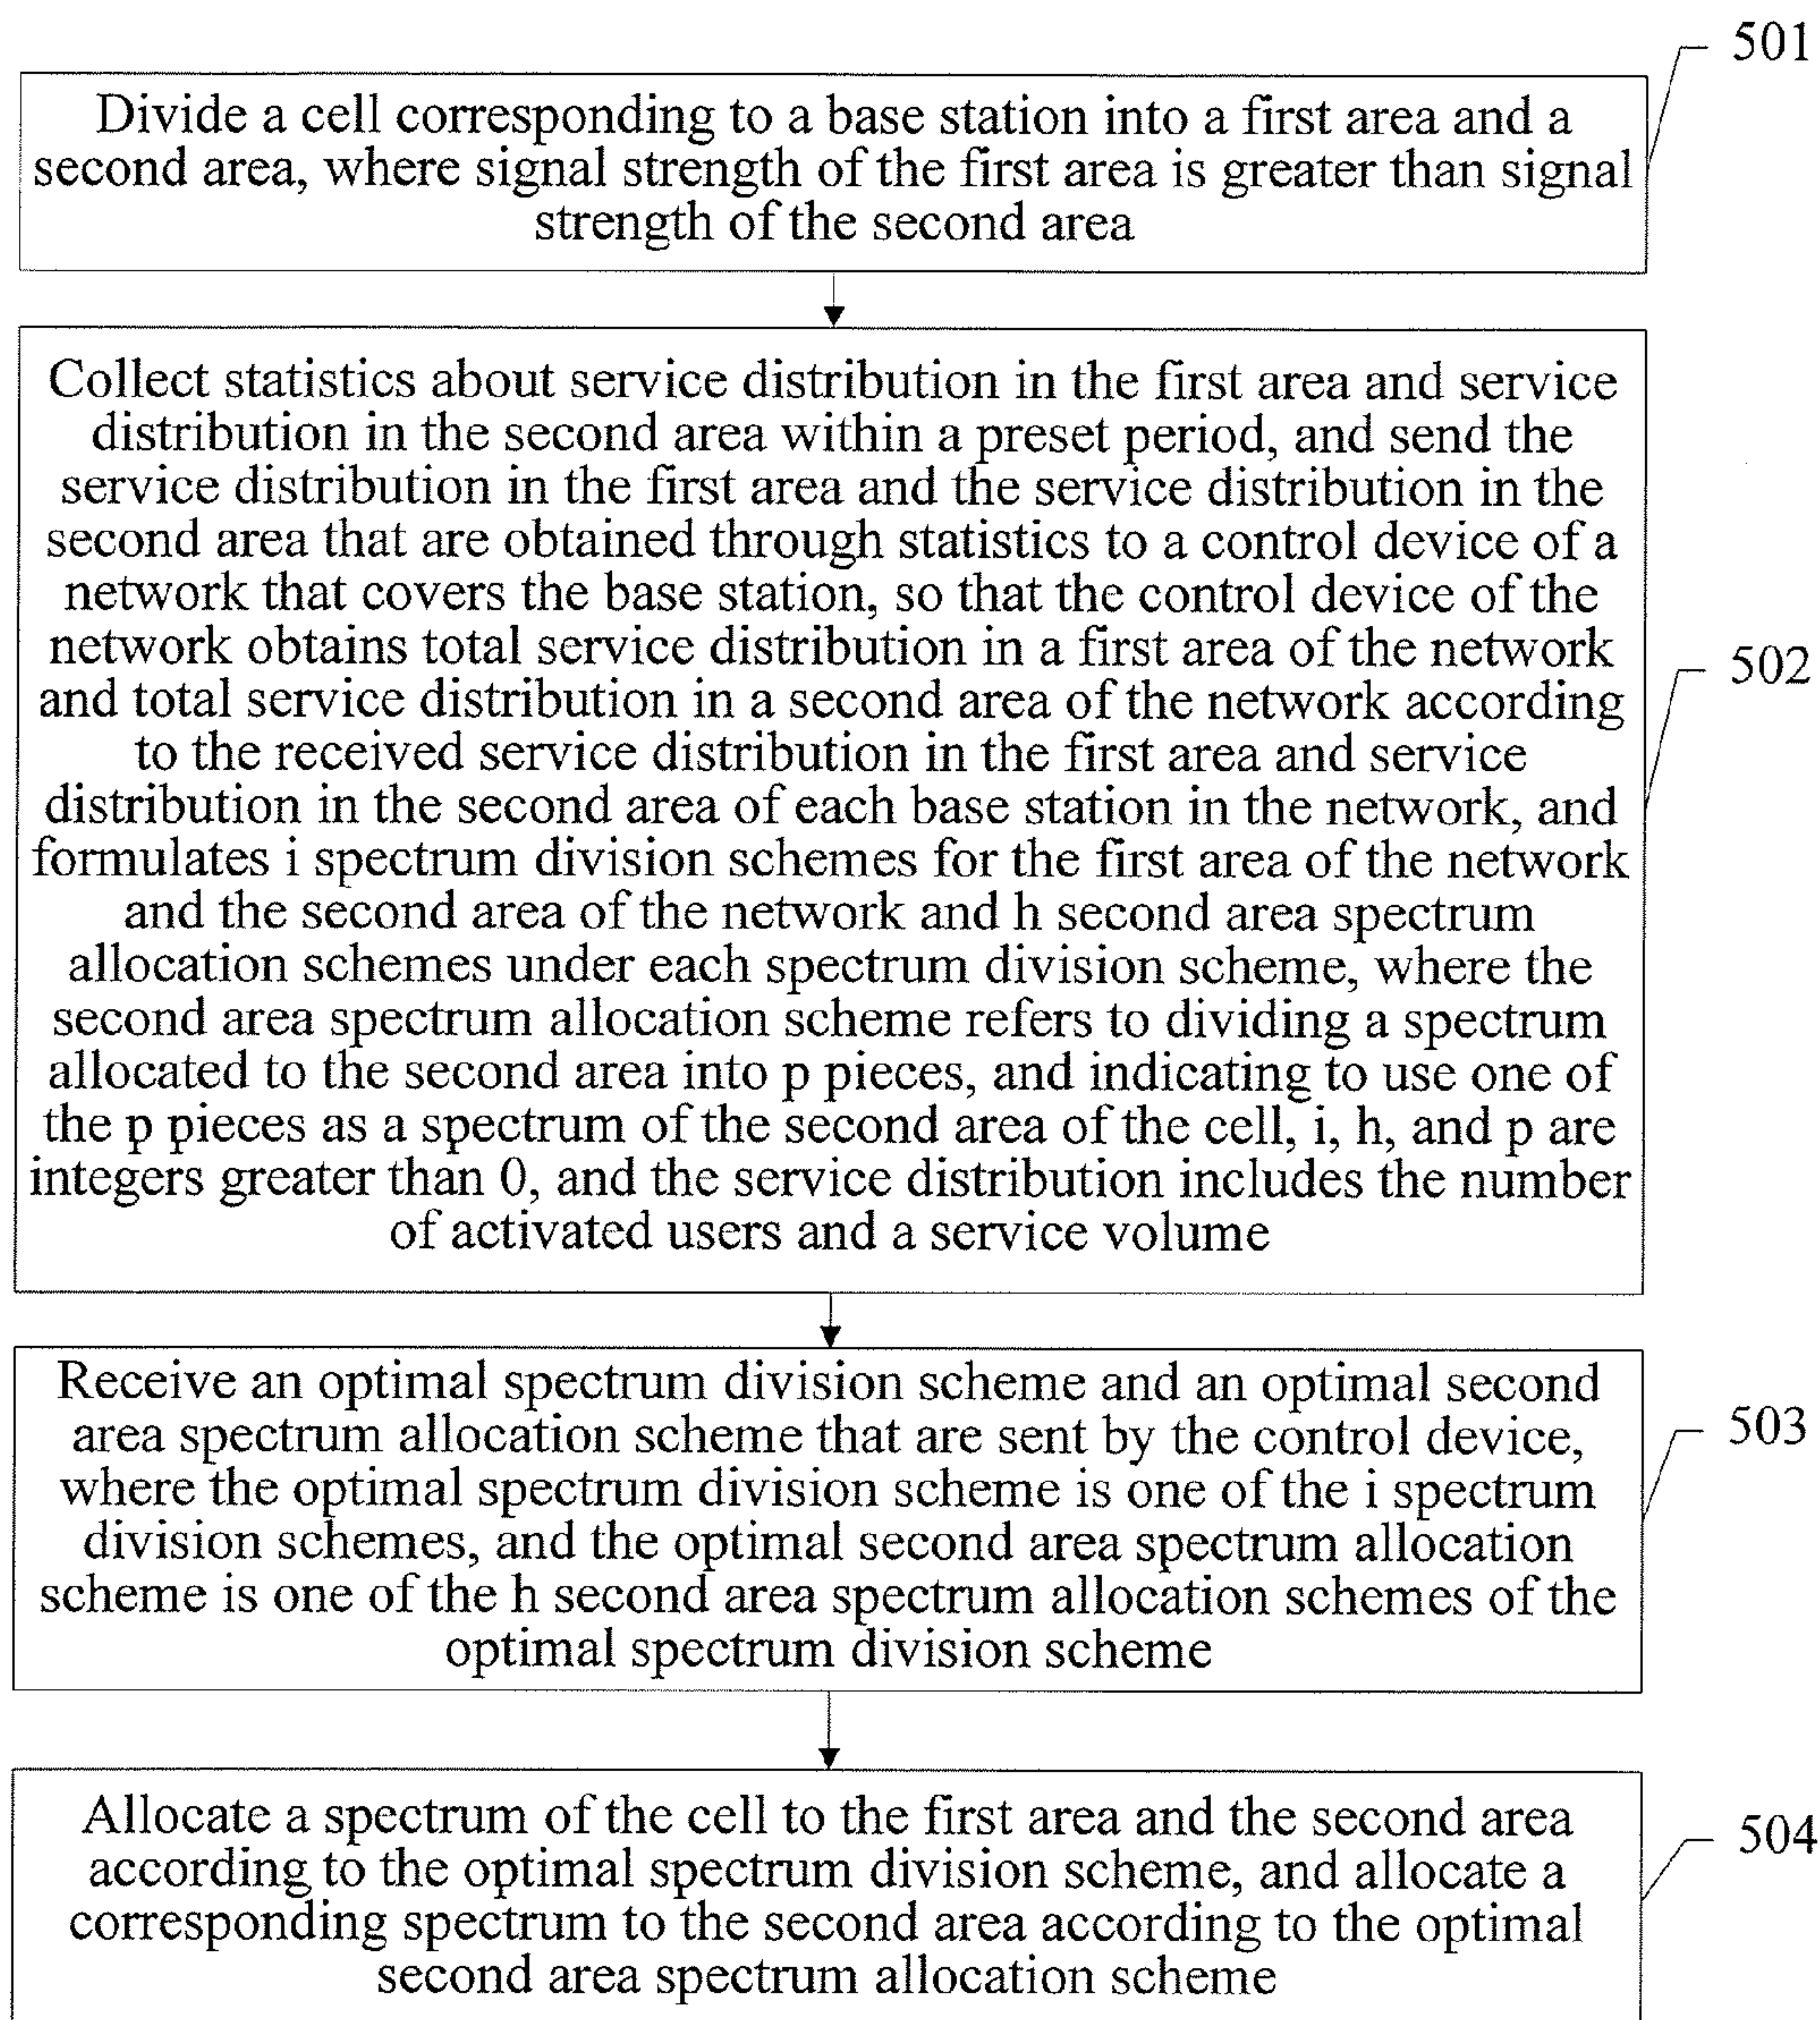 501
Divide a cell corresponding to a base station into a first area and a
second area, where signal strength of the first area is greater than signal
strength of the second area
Collect statistics about service distribution in the first area and service
distribution in the second area within a preset period, and send the
service distribution in the first area and the service distribution in the
second area that are obtained through statistics to a control device of a
network that covers the base station, so that the control device of the
network obtains total service distribution in a first area of the network
and total service distribution in a second area of the network according
to the received service distribution in the first area and service
distribution in the second area of each base station in the network, and
formulates i spectrum division schemes for the first area of the network
and the second area of the network and h second area spectrum
allocation schemes under each spectrum division scheme, where the
second area spectrum allocation scheme refers to dividing a spectrum
allocated to the second area into p pieces, and indicating to use one of
the p pieces as a spectrum of the second area of the cell, i, h, and p are
integers greater than 0, and the service distribution includes the number
of activated users and a service volume
502
Receive an optimal spectrum division scheme and an optimal second
area spectrum allocation scheme that are sent by the control device,
where the optimal spectrum division scheme is one of the i spectrum
division schemes, and the optimal second area spectrum allocation
scheme is one of the h second area spectrum allocation schemes of the
optimal spectrum division scheme
503
Allocate a spectrum of the cell to the first area and the second area
according to the optimal spectrum division scheme, and allocate a
corresponding spectrum to the second area according to the optimal
second area spectrum allocation scheme
504